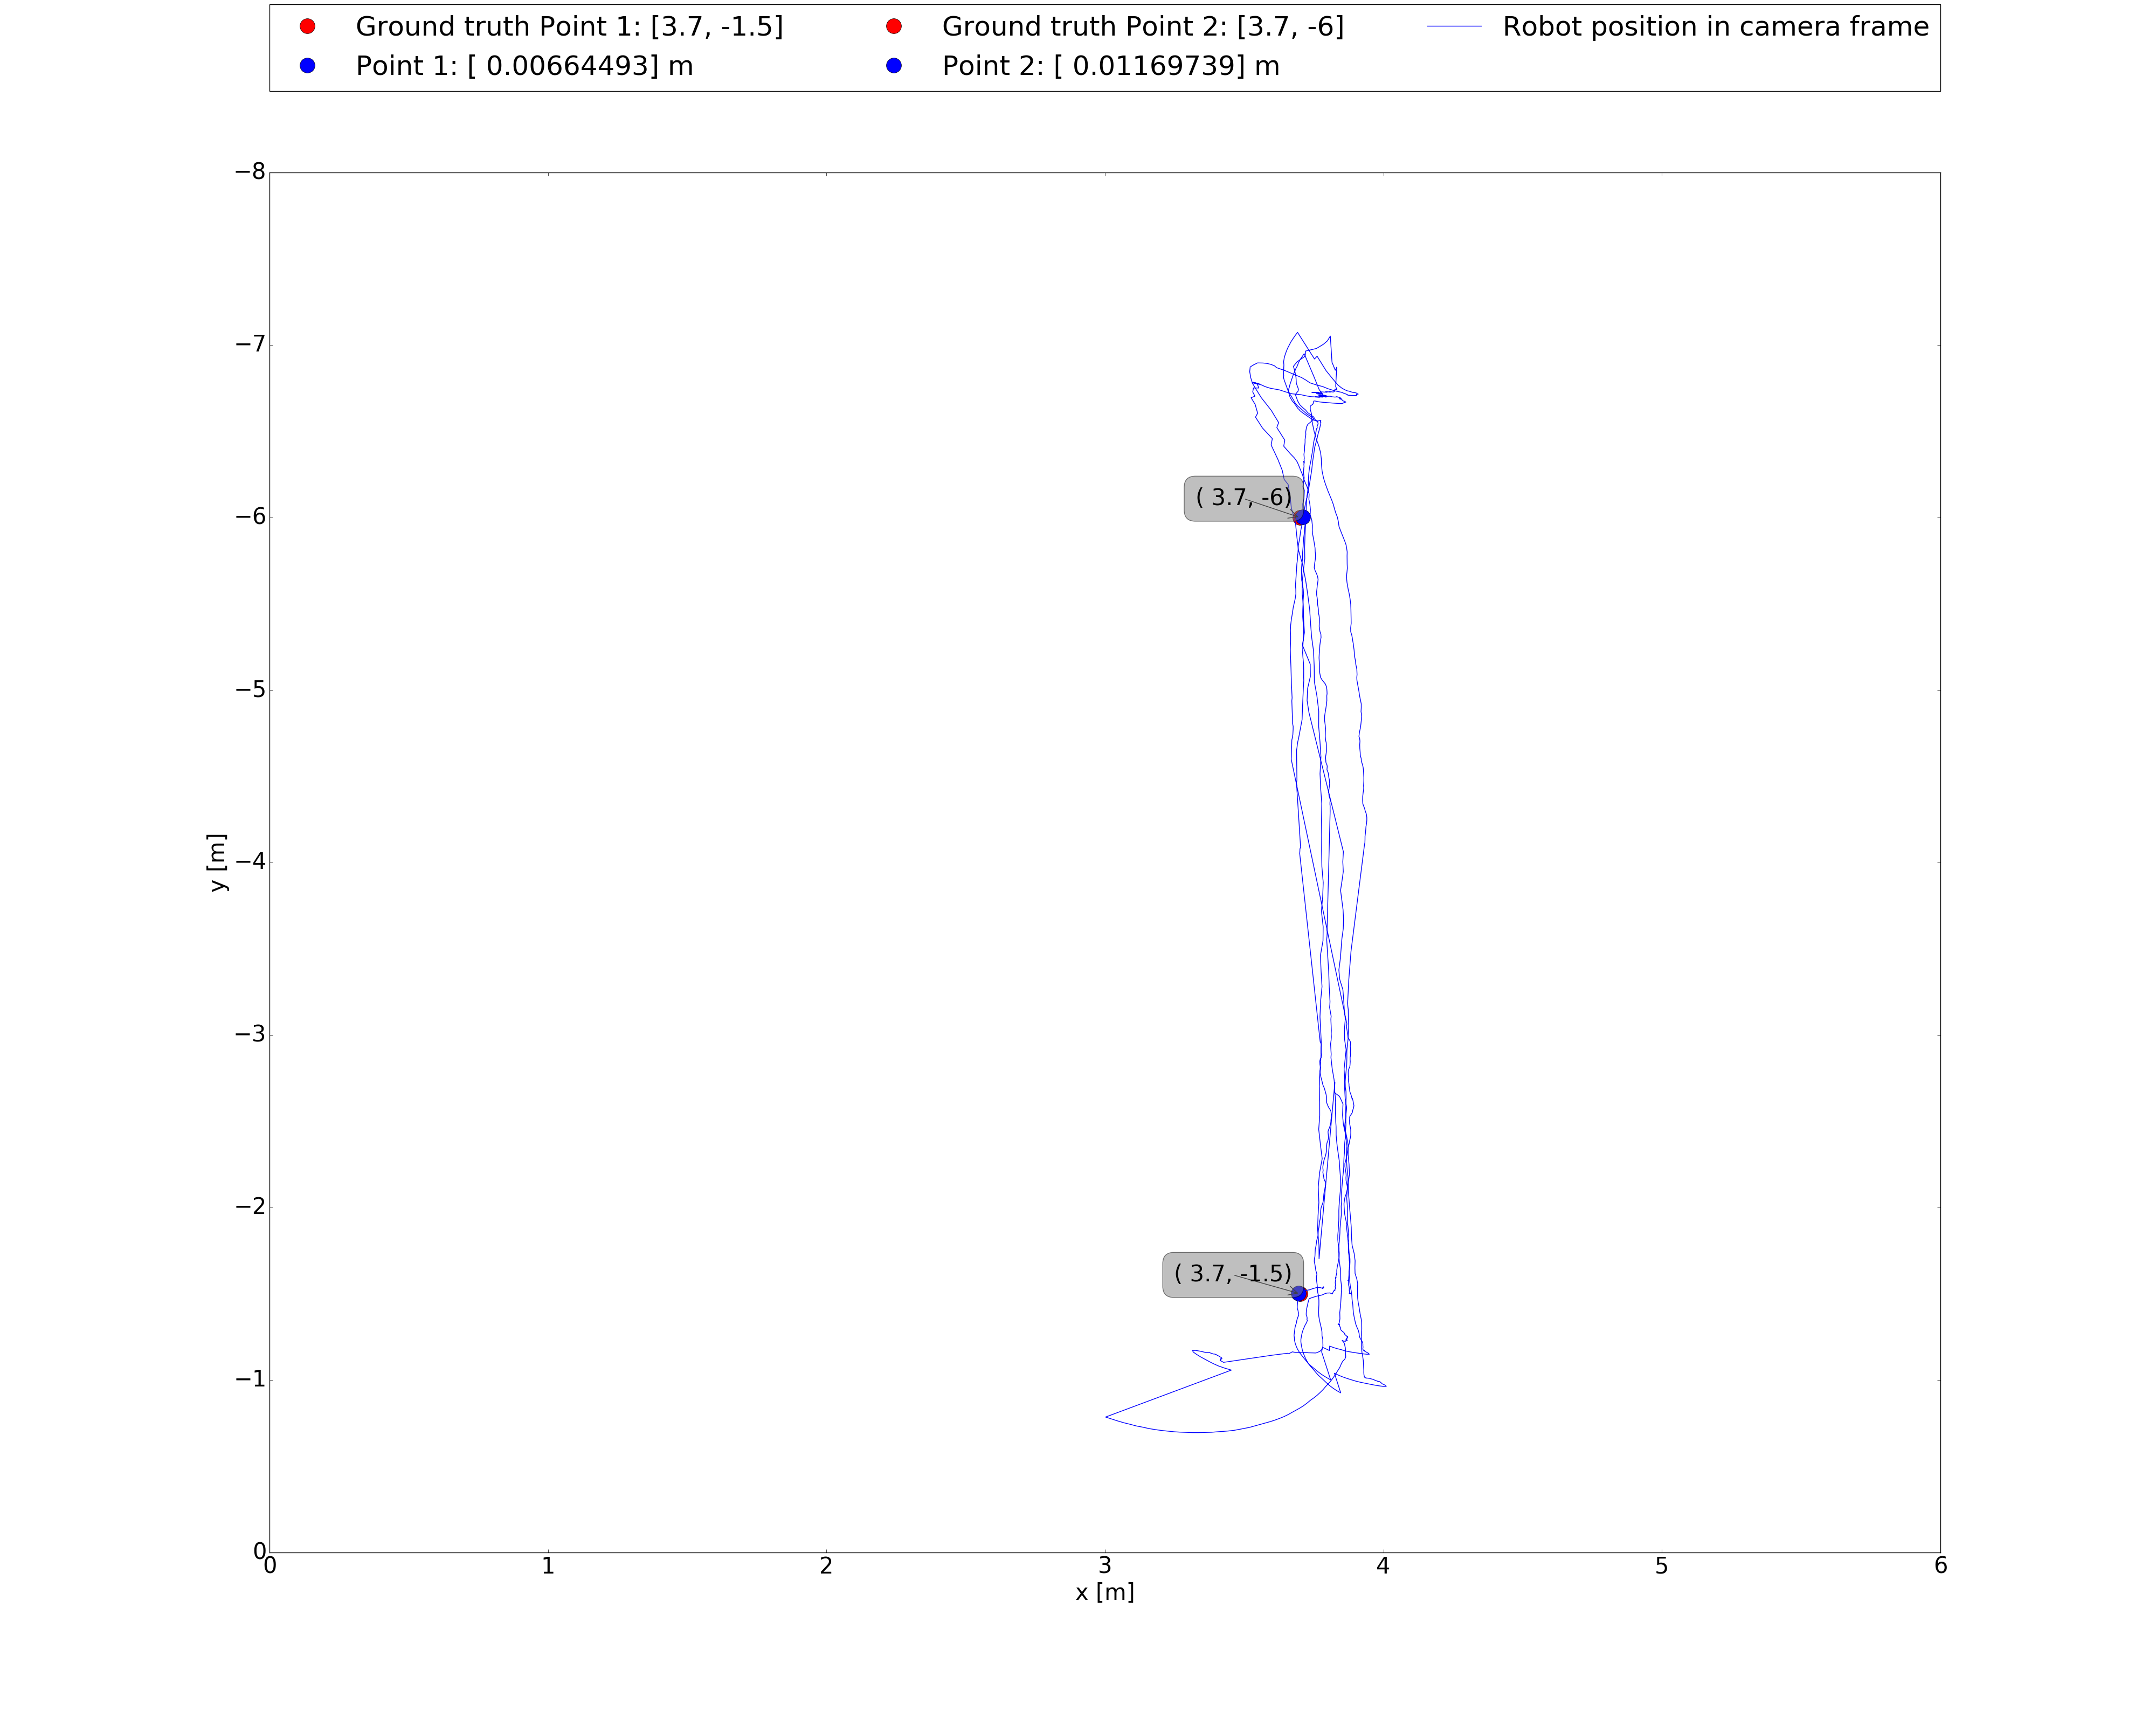 Ground truth Point 1: [3.7, -1.5]
Point 1: [ 0.00664493] m
Ground truth Point 2: [3.7, -6]
Point 2: [ 0.01169739] m
Robot position in camera frame
−8
−7
−6
−5
−4
−3
−2
−1
0
y [m]
( 3.7, -6)
( 3.7, -1.5)
0
1
2
3
4
5
6
x [m]